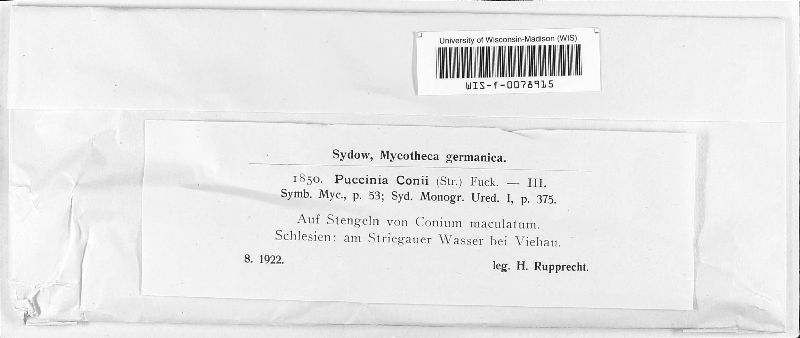 University of Wisconsin-Madison (WIS)
WIS-f-0078915
Sydow, Mycotheca germanica.
1850. Puccinia Conii (Str.) Fuck. — III.
Symb. Myc., p. 53; Syd. Monogr. Ured. I, p. 375.
Auf Stengeln von Conium maculatum.
Schlesien: am Striegauer Wasser bei Viehau.
8. 1922.
leg. H. Rupprecht.